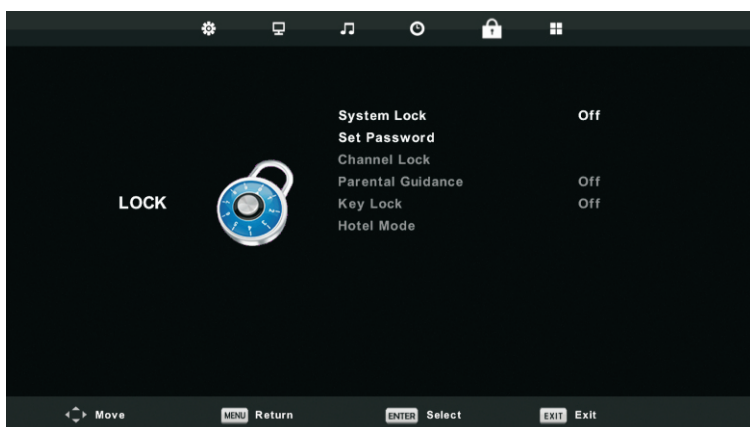 System Lock Off
Set Password
Channel Lock
Parental Guidance Off
LOCK
Key Lock Off
Hotel Mode
Move MENU Return ENTER Select EXIT Exit